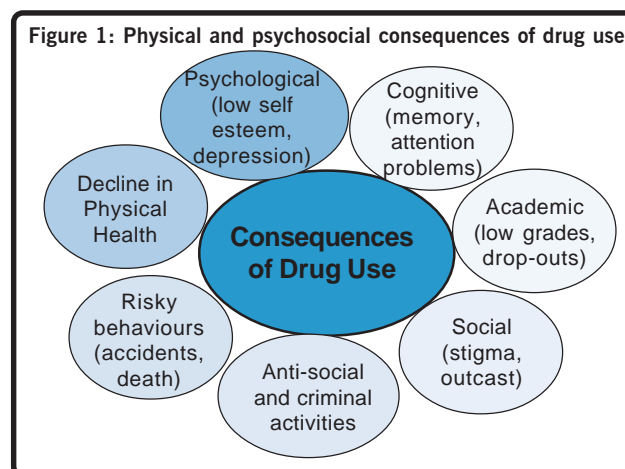 Figure 1: Physical and psychosocial consequences of drug use
Psychological
(low self
esteem,
depression)
Cognitive
(memory,
attention
problems)
Academic
(low grades,
drop-outs)
Social
(stigma,
outcast)
Anti-social
and criminal
activities
Risky
behaviours
(accidents,
death)
Decline in
Physical
Health
Consequences
of Drug Use